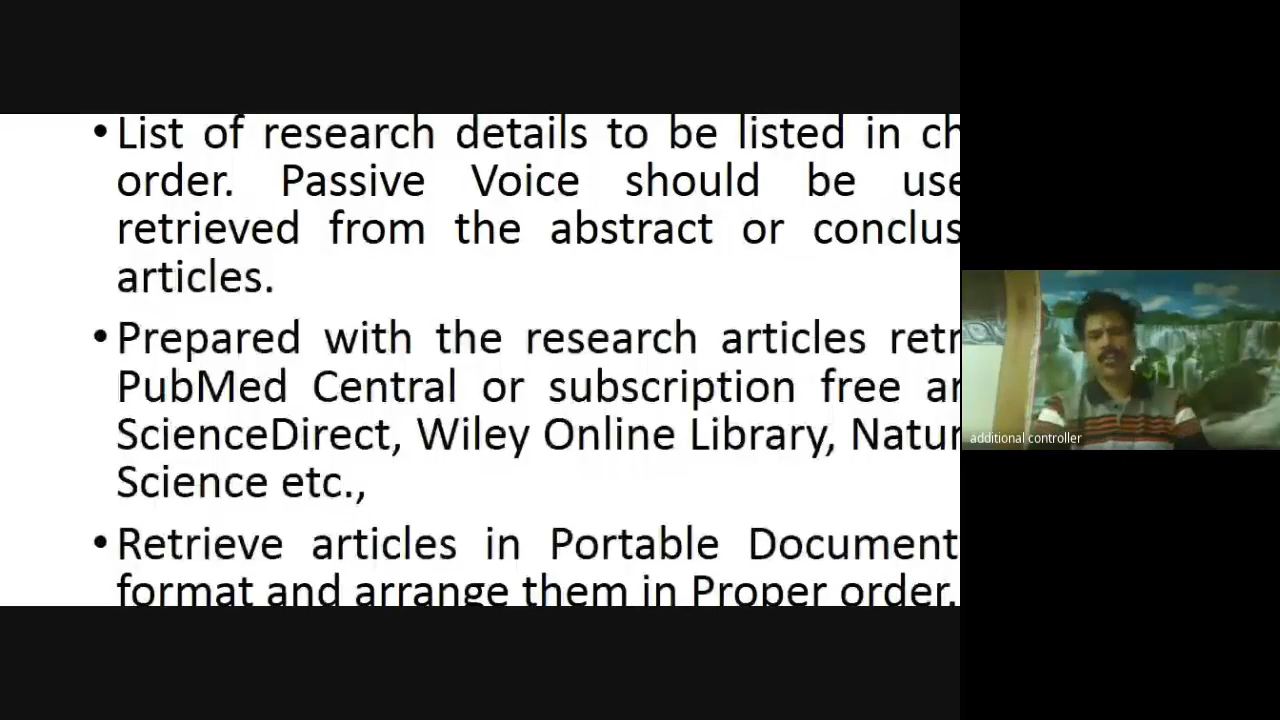 •List of research details to be listed in ch
order. Passive Voice should be use
retrieved from the abstract or conclus
articles.
•Prepared with the research articles retr
PubMed Central or subscription free ar
ScienceDirect, Wiley Online Library, Natur
Science etc.,
additional controller
•Retrieve articles in Portable Document
format and arrange them in Proper order.